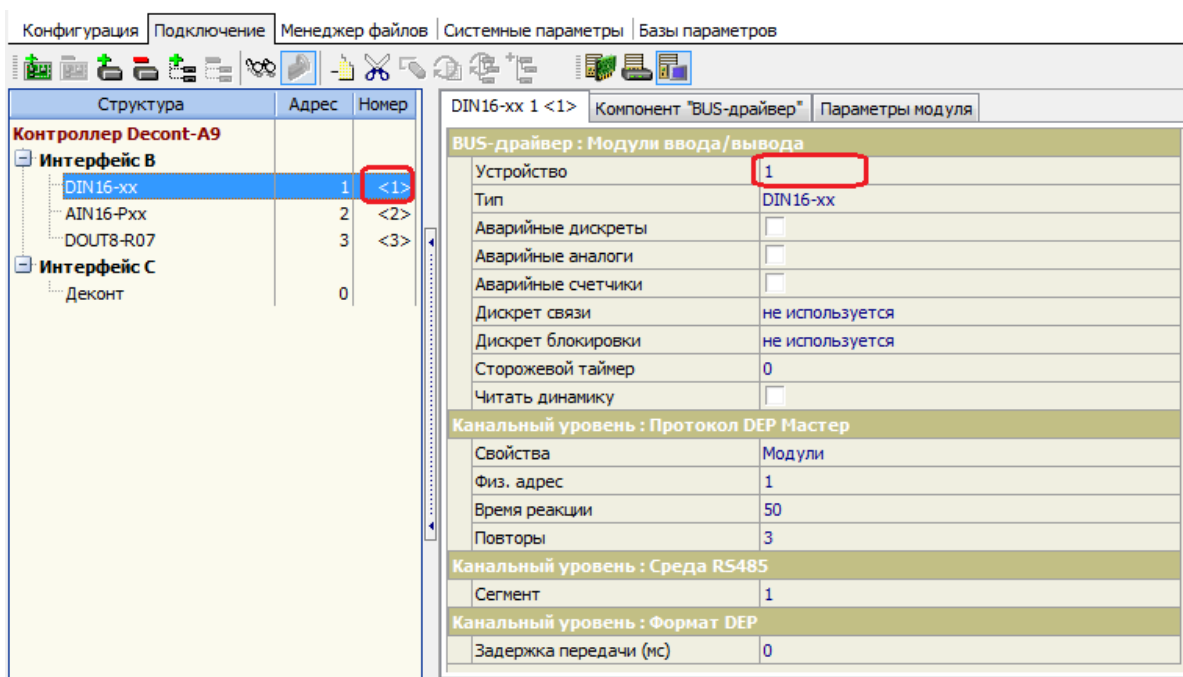 Конфигурация Подключение Менеджер файлов Системные параметры Базы параметров
Структура Адрес Номер
Контроллер Decont-A9
Интерфейс B
DIN16-xx 1 <1>
AIN16-Pxx 2 <2>
DOUT8-R07 3 <3>
Интерфейс C
Деконт 0
DIN16-xx 1 <1> Компонент "BUS-драйвер" Параметры модуля
BUS-драйвер : Модули ввода/вывода
Устройство 1
Тип DIN16-xx
Аварийные дискреты
Аварийные аналоги
Аварийные счетчики
Дискрет связи не используется
Дискрет блокировки не используется
Сторожевой таймер 0
Читать динамику
Канальный уровень : Протокол DEP Мастер
Свойства Модули
Физ. адрес 1
Время реакции 50
Повторы 3
Канальный уровень : Среда RS485
Сегмент 1
Канальный уровень : Формат DEP
Задержка передачи (мс) 0